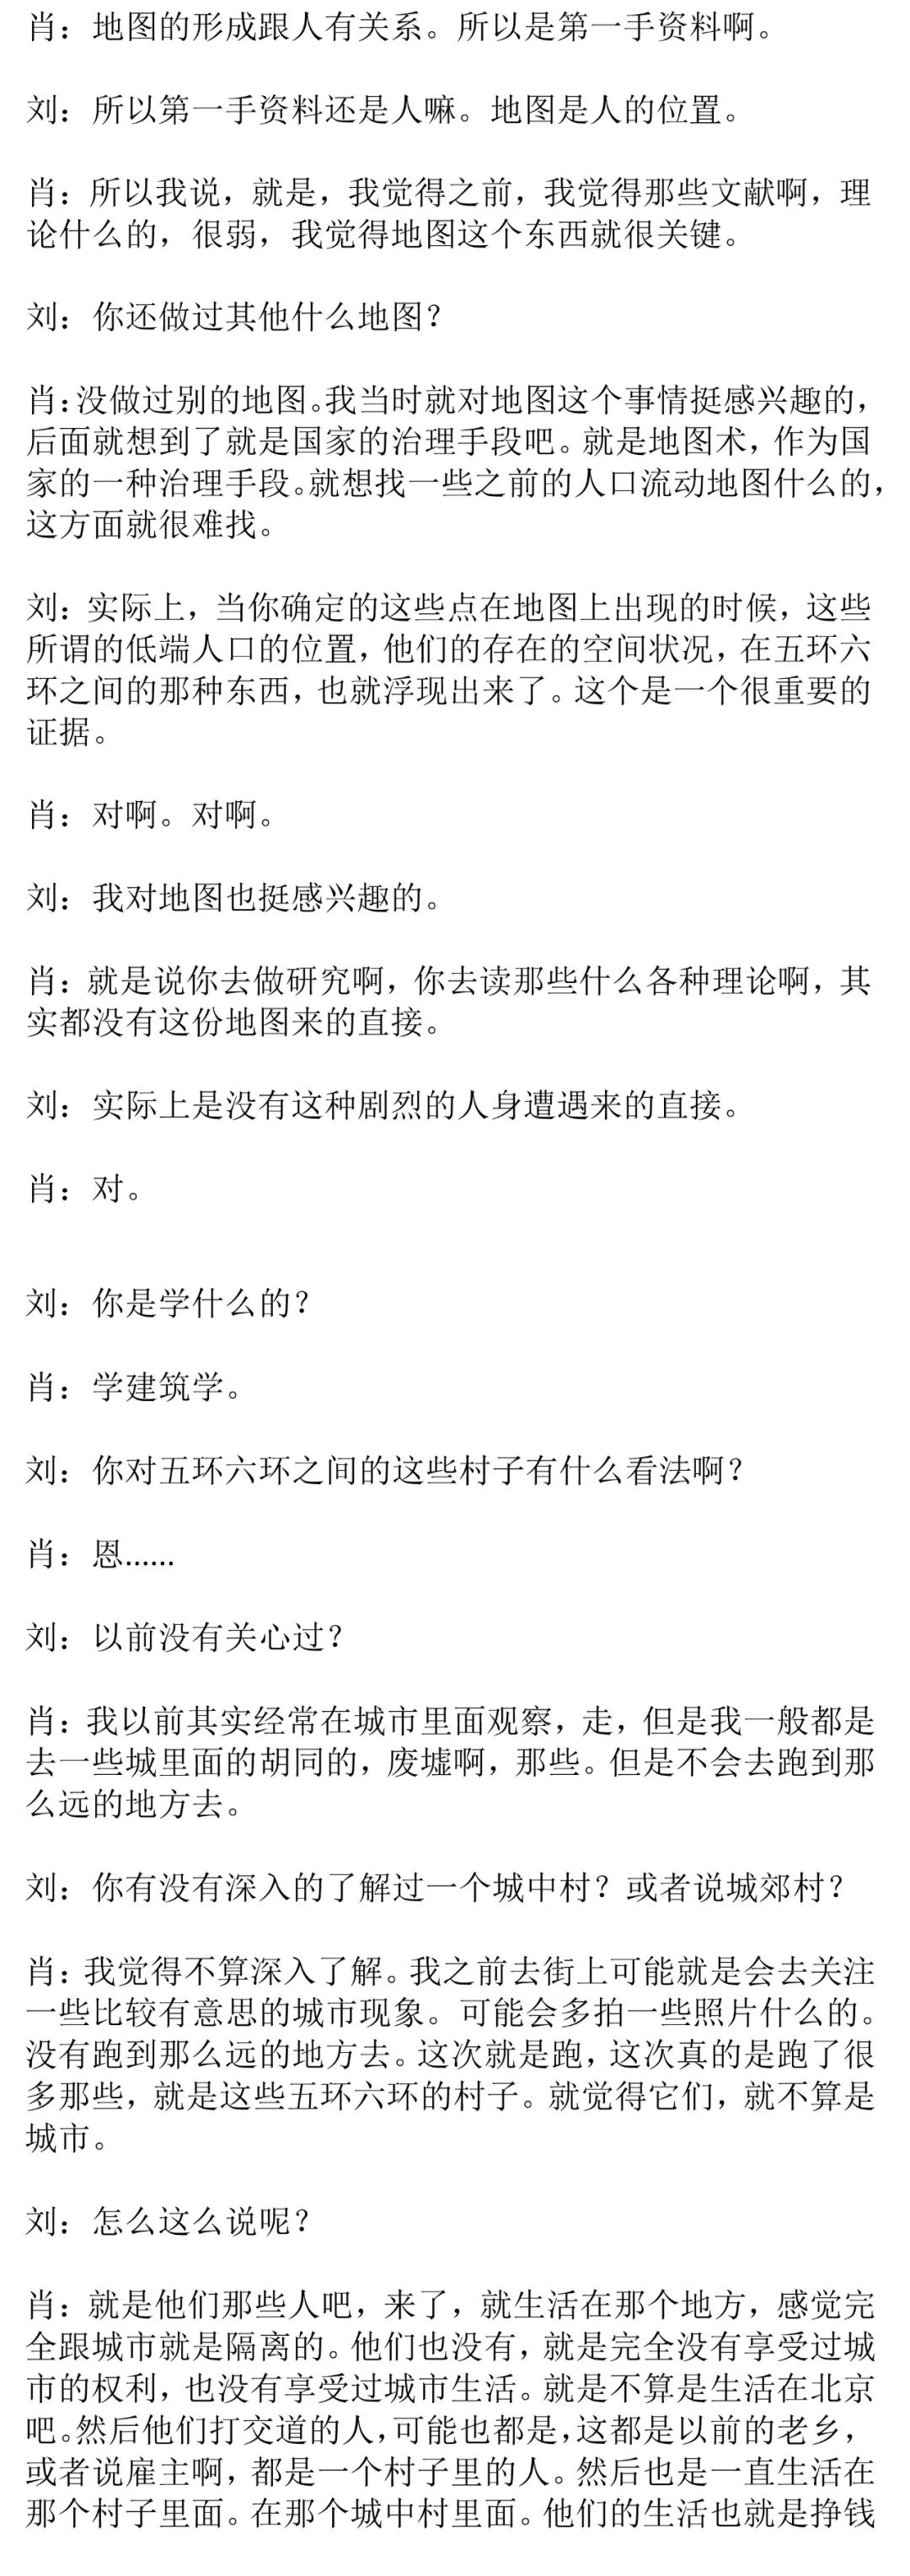 肖：地图的形成跟人有关系。所以是第一手资料啊。
刘：所以第一手资料还是人嘛。地图是人的位置。
肖：所以我说，就是，我觉得之前，我觉得那些文献啊，理
论什么的，很弱，我觉得地图这个东西就很关键。
刘：你还做过其他什么地图？
肖：没做过别的地图。我当时就对地图这个事情挺感兴趣的，
后面就想到了就是国家的治理手段吧。就是地图术，作为国
家的一种治理手段。就想找一些之前的人口流动地图什么的，
这方面就很难找。
刘：实际上，当你确定的这些点在地图上出现的时候，这些
所谓的低端人口的位置，他们的存在的空间状况，在五环六
环之间的那种东西，也就浮现出来了。这个是一个很重要的
证据。
肖：对啊。对啊。
刘：我对地图也挺感兴趣的。
肖：就是说你去做研究啊，你去读那些什么各种理论啊，其
实都没有这份地图来的直接。
刘：实际上是没有这种剧烈的人身遭遇来的直接。
肖：对。
刘：你是学什么的？
肖：学建筑学。
刘：你对五环六环之间的这些村子有什么看法啊？
肖：恩......
刘：以前没有关心过？
肖：我以前其实经常在城市里面观察，走，但是我一般都是
去一些城里面的胡同的，废墟啊，那些。但是不会去跑到那
么远的地方去。
刘：你有没有深入的了解过一个城中村？或者说城郊村？
肖：我觉得不算深入了解。我之前去街上可能就是会去关注
一些比较有意思的城市现象。可能会多拍一些照片什么的。
没有跑到那么远的地方去。这次就是跑，这次真的是跑了很
多那些，就是这些五环六环的村子。就觉得它们，就不算是
城市。
刘：怎么这么说呢？
肖：就是他们那些人吧，来了，就生活在那个地方，感觉完
全跟城市就是隔离的。他们也没有，就是完全没有享受过城
市的权利，也没有享受过城市生活。就是不算是生活在北京
吧。然后他们打交道的人，可能也都是，这都是以前的老乡，
或者说雇主啊，都是一个村子里的人。然后也是一直生活在
那个村子里面。在那个城中村里面。他们的生活也就是挣钱